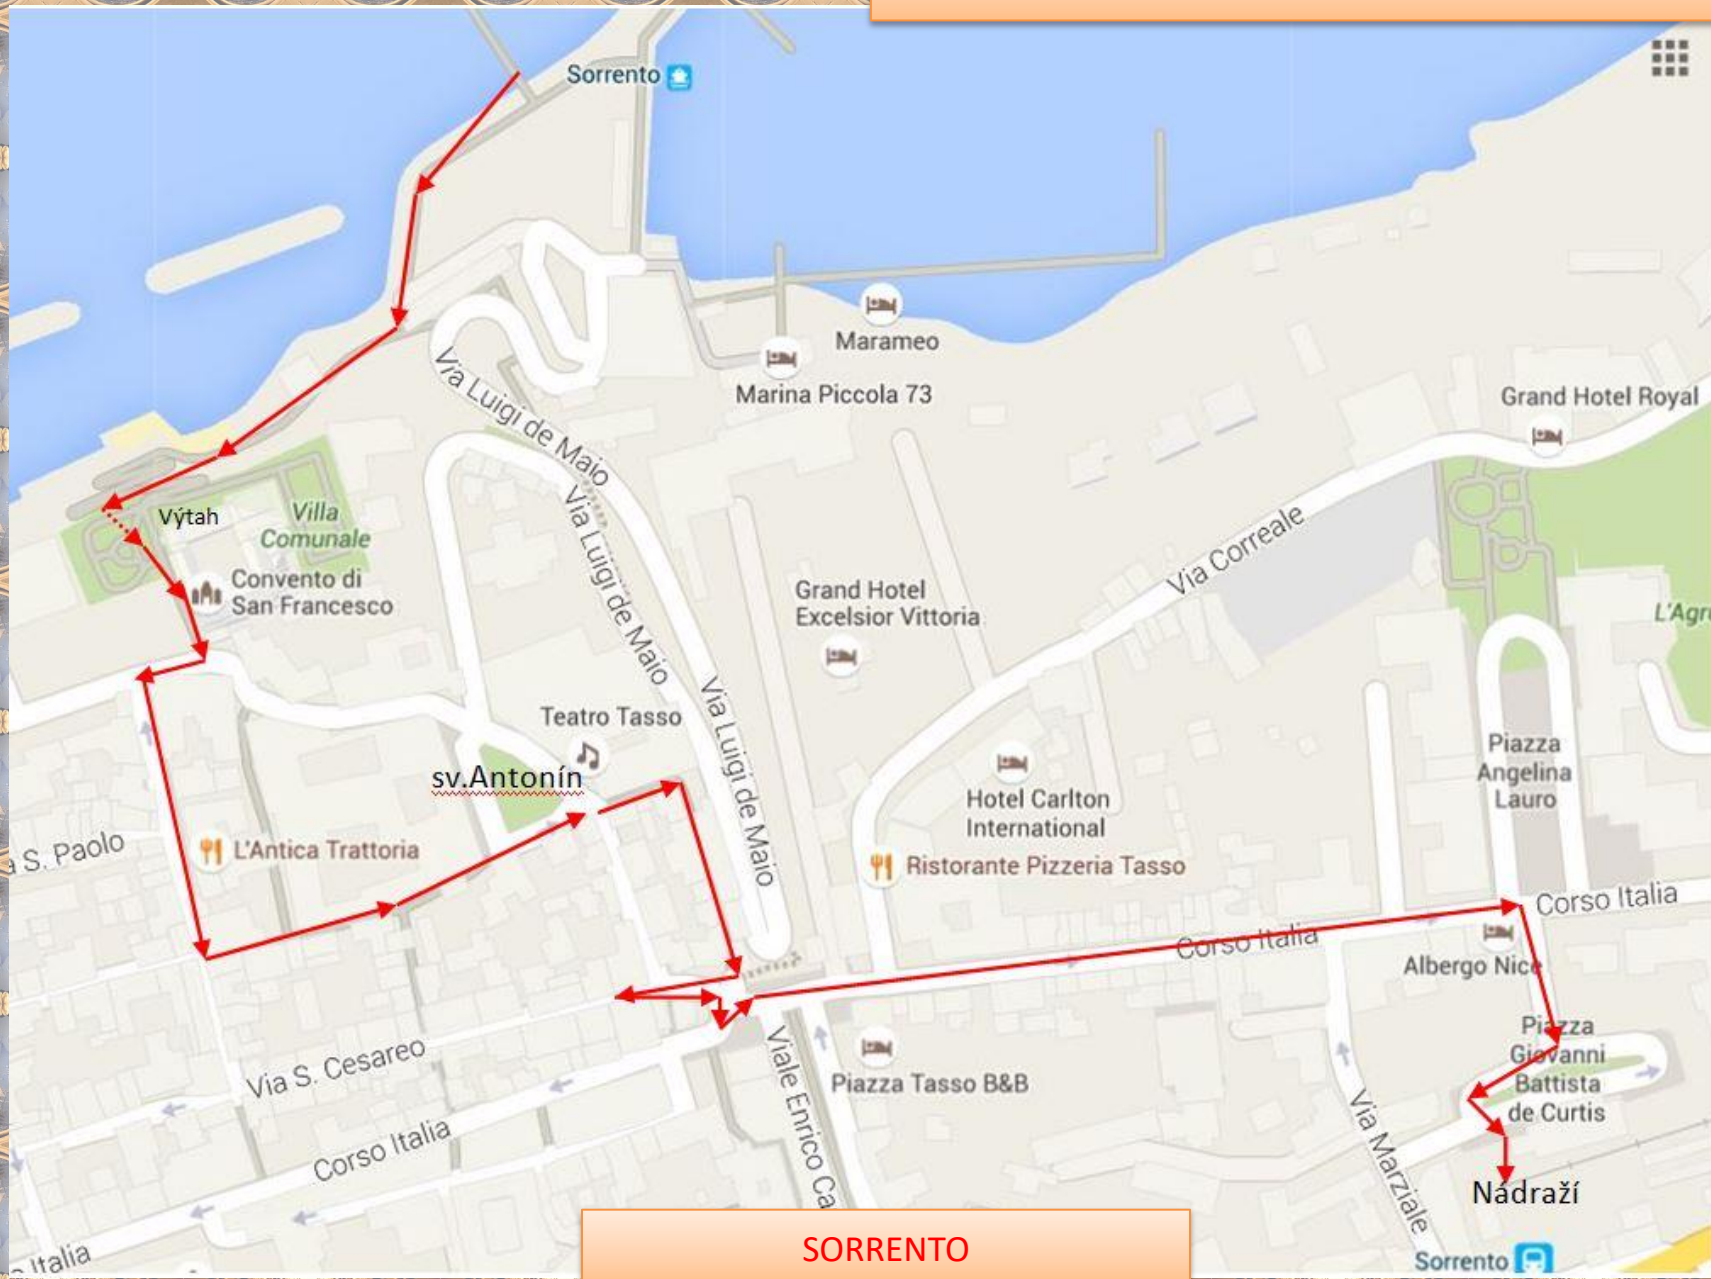 Sorrento
Marameo
Marina Piccola 73
Grand Hotel Royal
Via Luigi de Maio
Via Luigi de Maio
Via Luigi de Maio
Výtah
Villa
Comunale
Convento di
San Francesco
Via Correale
Grand Hotel
Excelsior Vittoria
L'Agr
Teatro Tasso
sv.Antonín
Piazza
Angelina
Lauro
Hotel Carlton
International
S. Paolo
L'Antica Trattoria
Ristorante Pizzeria Tasso
Corso Italia
Corso Italia
Albergo Nice
Via S. Cesareo
Piazza Tasso B&B
Viale Enrico Ca
Piazza
Giovanni
Battista
de Curtis
Corso Italia
Via Marziale
Nádraží
Italia
SORRENTO
Sorrento